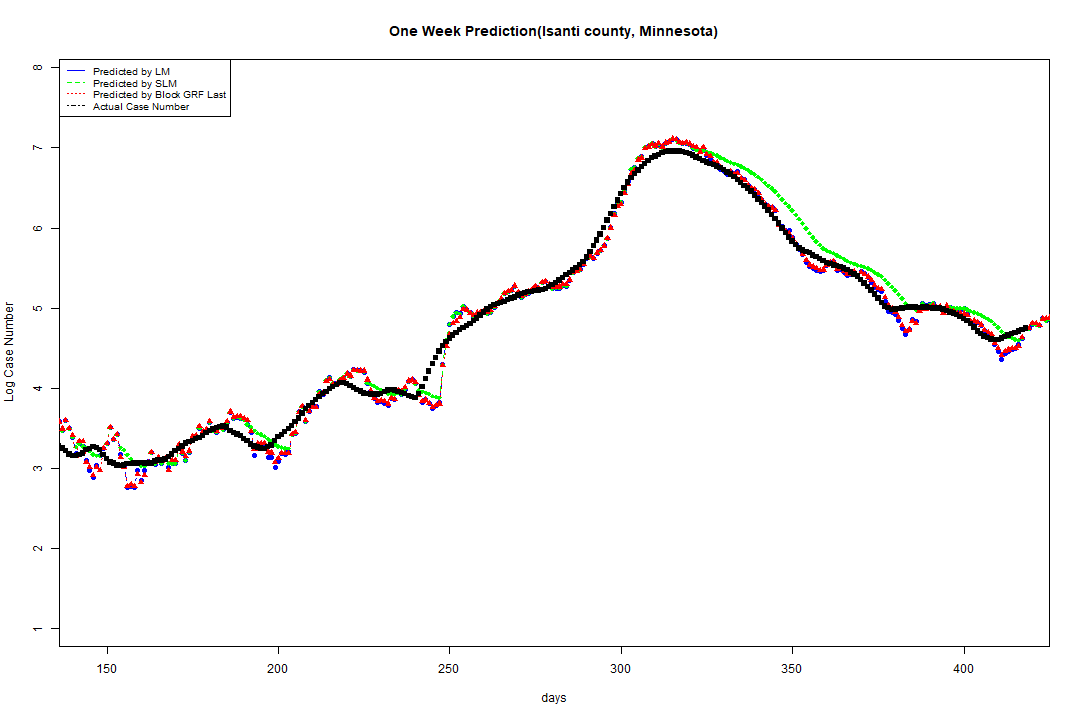 One Week Prediction(Isanti county, Minnesota)
Predicted by LM
Predicted by SLM
Predicted by Block GRF Last
Actual Case Number
8
7
6
5
4
3
2
1
Log Case Number
150 200 250 300 350 400
days